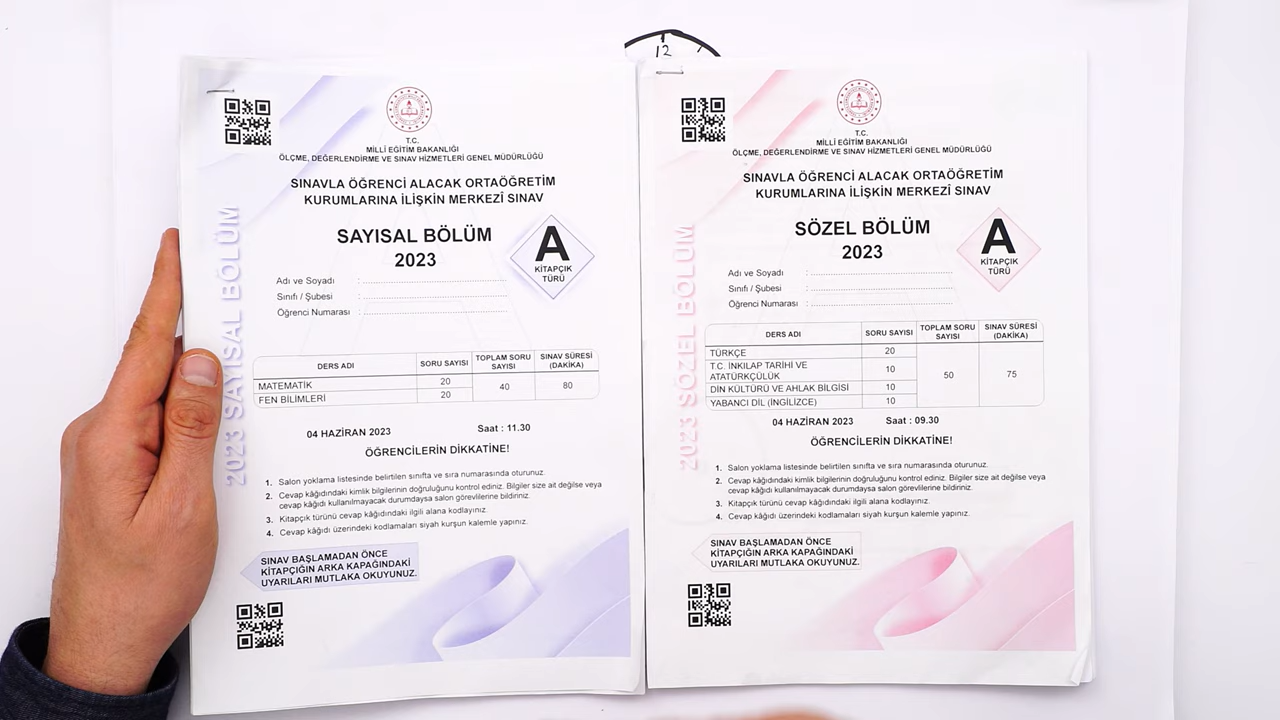 12
2023 SAYISAL BÖLÜM
T.C.
MİLLÎ EĞİTİM BAKANLIĞI
ÖLÇME, DEĞERLENDİRME VE SINAV HİZMETLERİ GENEL MÜDÜRLÜĞÜ
SINAVLA ÖĞRENCİ ALACAK ORTAÖĞRETİM
KURUMLARINA İLİŞKİN MERKEZÎ SINAV
SAYISAL BÖLÜM
2023
A
KİTAPÇIK
TÜRÜ
Adı ve Soyadı :
Sınıfı / Şubesi :
Öğrenci Numarası :
DERS ADI SORU SAYISI TOPLAM SORU SAYISI SINAV SÜRESİ (DAKİKA)
MATEMATİK 20 40 80
FEN BİLİMLERİ 20
04 HAZİRAN 2023 Saat : 11.30
ÖĞRENCİLERİN DİKKATİNE!
1. Salon yoklama listesinde belirtilen sınıfta ve sıra numarasında oturunuz.
2. Cevap kâğıdındaki kimlik bilgilerinin doğruluğunu kontrol ediniz. Bilgiler size ait değilse veya
cevap kâğıdı kullanılmayacak durumdaysa salon görevlilerine bildiriniz.
3. Kitapçık türünü cevap kâğıdındaki ilgili alana kodlayınız.
4. Cevap kâğıdı üzerindeki kodlamaları siyah kurşun kalemle yapınız.
SINAV BAŞLAMADAN ÖNCE
KİTAPÇIĞIN ARKA KAPAĞINDAKİ
UYARILARI MUTLAKA OKUYUNUZ.
2023 SÖZEL BÖLÜM
T.C.
MİLLÎ EĞİTİM BAKANLIĞI
ÖLÇME, DEĞERLENDİRME VE SINAV HİZMETLERİ GENEL MÜDÜRLÜĞÜ
SINAVLA ÖĞRENCİ ALACAK ORTAÖĞRETİM
KURUMLARINA İLİŞKİN MERKEZÎ SINAV
SÖZEL BÖLÜM
2023
A
KİTAPÇIK
TÜRÜ
Adı ve Soyadı :
Sınıfı / Şubesi :
Öğrenci Numarası :
DERS ADI SORU SAYISI TOPLAM SORU SAYISI SINAV SÜRESİ (DAKİKA)
TÜRKÇE 20 50 75
T.C. İNKILAP TARİHİ VE
ATATÜRKÇÜLÜK 10
DİN KÜLTÜRÜ VE AHLAK BİLGİSİ 10
YABANCI DİL (İNGİLİZCE) 10
04 HAZİRAN 2023 Saat : 09.30
ÖĞRENCİLERİN DİKKATİNE!
1. Salon yoklama listesinde belirtilen sınıfta ve sıra numarasında oturunuz.
2. Cevap kâğıdındaki kimlik bilgilerinin doğruluğunu kontrol ediniz. Bilgiler size ait değilse veya
cevap kâğıdı kullanılmayacak durumdaysa salon görevlilerine bildiriniz.
3. Kitapçık türünü cevap kâğıdındaki ilgili alana kodlayınız.
4. Cevap kâğıdı üzerindeki kodlamaları siyah kurşun kalemle yapınız.
SINAV BAŞLAMADAN ÖNCE
KİTAPÇIĞIN ARKA KAPAĞINDAKİ
UYARILARI MUTLAKA OKUYUNUZ.